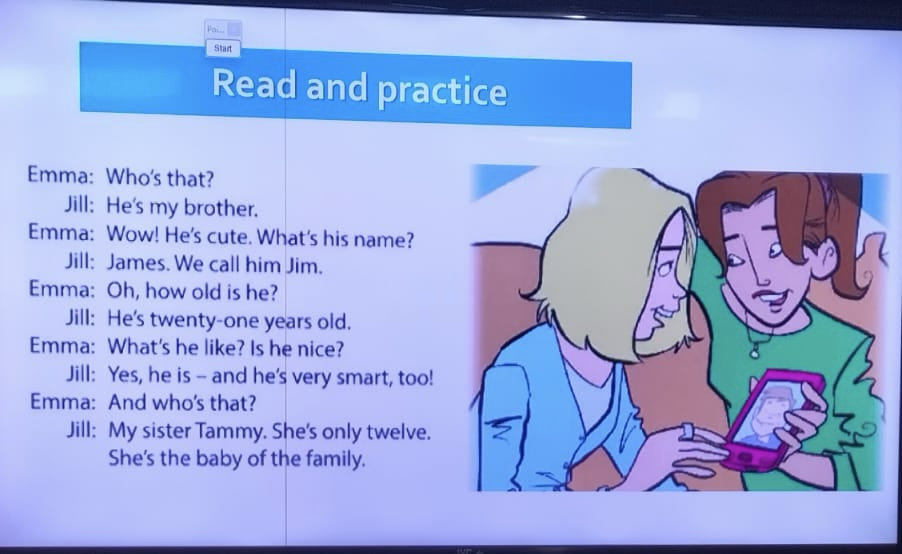 Poi...
Start
Read and practice
Emma: Who's that?
Jill: He's my brother.
Emma: Wow! He's cute. What's his name?
Jill: James. We call him Jim.
Emma: Oh, how old is he?
Jill: He's twenty-one years old.
Emma: What's he like? Is he nice?
Jill: Yes, he is – and he's very smart, too!
Emma: And who's that?
Jill: My sister Tammy. She's only twelve.
She's the baby of the family.